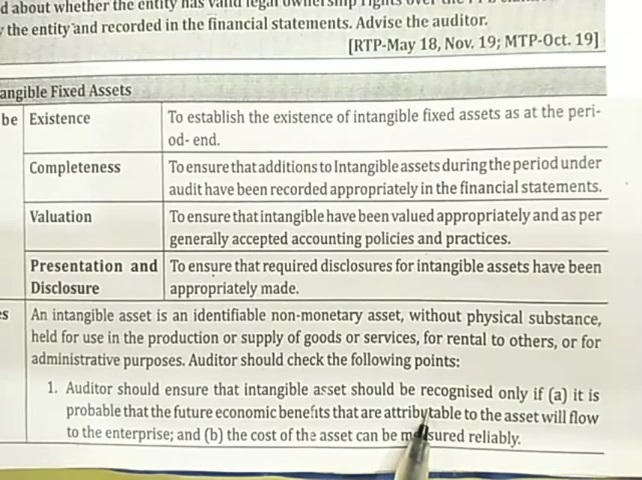 d about whether the entity has valid legal ownership rights over the PPE
the entity and recorded in the financial statements. Advise the auditor.
[RTP-May 18, Nov. 19; MTP-Oct. 19]
angible Fixed Assets
be Existence To establish the existence of intangible fixed assets as at the peri-
od- end.
Completeness To ensure that additions to Intangible assets during the period under
audit have been recorded appropriately in the financial statements.
Valuation To ensure that intangible have been valued appropriately and as per
generally accepted accounting policies and practices.
Presentation and To ensure that required disclosures for intangible assets have been
Disclosure appropriately made.
es An intangible asset is an identifiable non-monetary asset, without physical substance,
held for use in the production or supply of goods or services, for rental to others, or for
administrative purposes. Auditor should check the following points:
1. Auditor should ensure that intangible asset should be recognised only if (a) it is
probable that the future economic benefits that are attributable to the asset will flow
to the enterprise; and (b) the cost of the asset can be measured reliably.